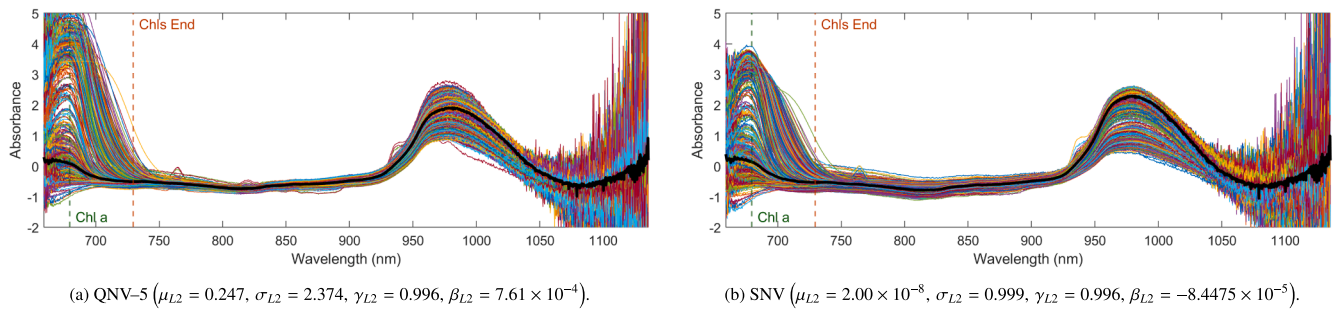 5
4
3
2
1
0
-1
-2
Absorbance
Chls End
Chl a
700 750 800 850 900 950 1000 1050 1100
Wavelength (nm)
(a) QNV–5 (μL2 = 0.247, σL2 = 2.374, γL2 = 0.996, βL2 = 7.61 × 10−4).
5
4
3
2
1
0
-1
-2
Absorbance
Chls End
Chl a
700 750 800 850 900 950 1000 1050 1100
Wavelength (nm)
(b) SNV (μL2 = 2.00 × 10−8, σL2 = 0.999, γL2 = 0.996, βL2 = −8.4475 × 10−5).